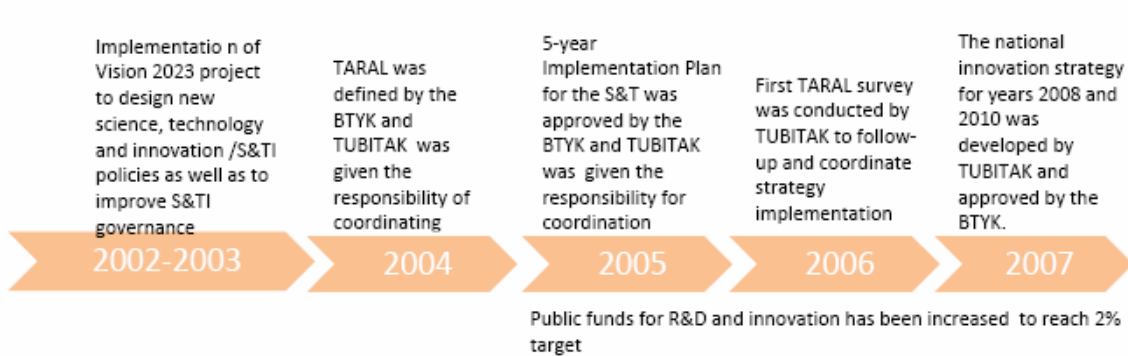 Implementatio n of
Vision 2023 project
to design new
science, technology
and innovation /S&TI
policies as well as to
improve S&TI
governance
2002-2003
TARAL was
defined by the
BTYK and
TUBITAK was
given the
responsibility of
coordinating
2004
5-year
Implementation Plan
for the S&T was
approved by the
BTYK and TUBITAK
was given the
responsibility for
coordination
2005
First TARAL survey
was conducted by
TUBITAK to follow-
up and coordinate
strategy
implementation
2006
The national
innovation strategy
for years 2008 and
2010 was
developed by
TUBITAK and
approved by the
BTYK.
2007
Public funds for R&D and innovation has been increased to reach 2%
target